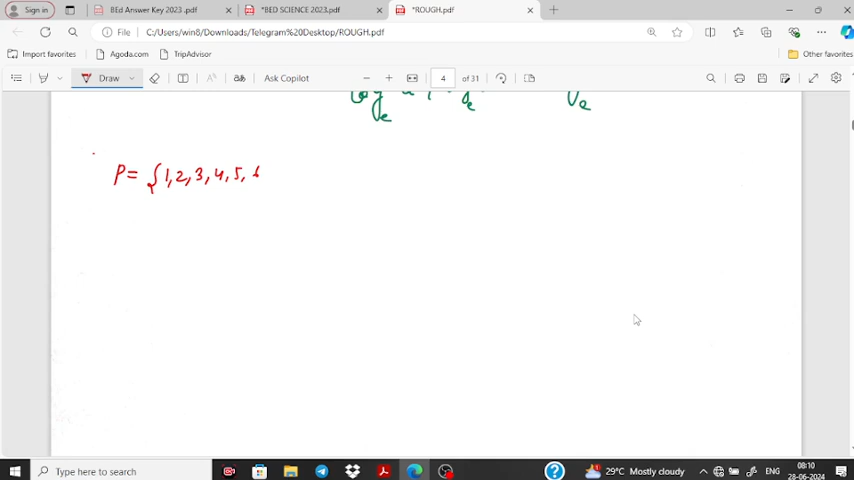 Sign in
BEd Answer Key 2023 .pdf
*BED SCIENCE 2023.pdf
*ROUGH.pdf
File
C:/Users/win8/Downloads/Telegram%20Desktop/ROUGH.pdf
Import favorites
Agoda.com
TripAdvisor
Other favorites
Draw
Ask Copilot
4
of 31
P= {1,2,3,4,5,
Type here to search
29°C Mostly cloudy
ENG
08:10
28-06-2024